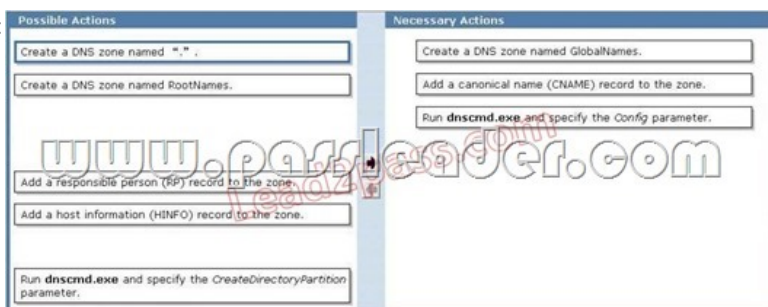 Possible Actions
Create a DNS zone named "." .
Create a DNS zone named RootNames.
Add a responsible person (RP) record to the zone.
Add a host information (HINFO) record to the zone.
Run dnscmd.exe and specify the CreateDirectoryPartition
parameter.
Necessary Actions
Create a DNS zone named GlobalNames.
Add a canonical name (CNAME) record to the zone.
Run dnscmd.exe and specify the Config parameter.
www.passleader.com
Lead2pass.com